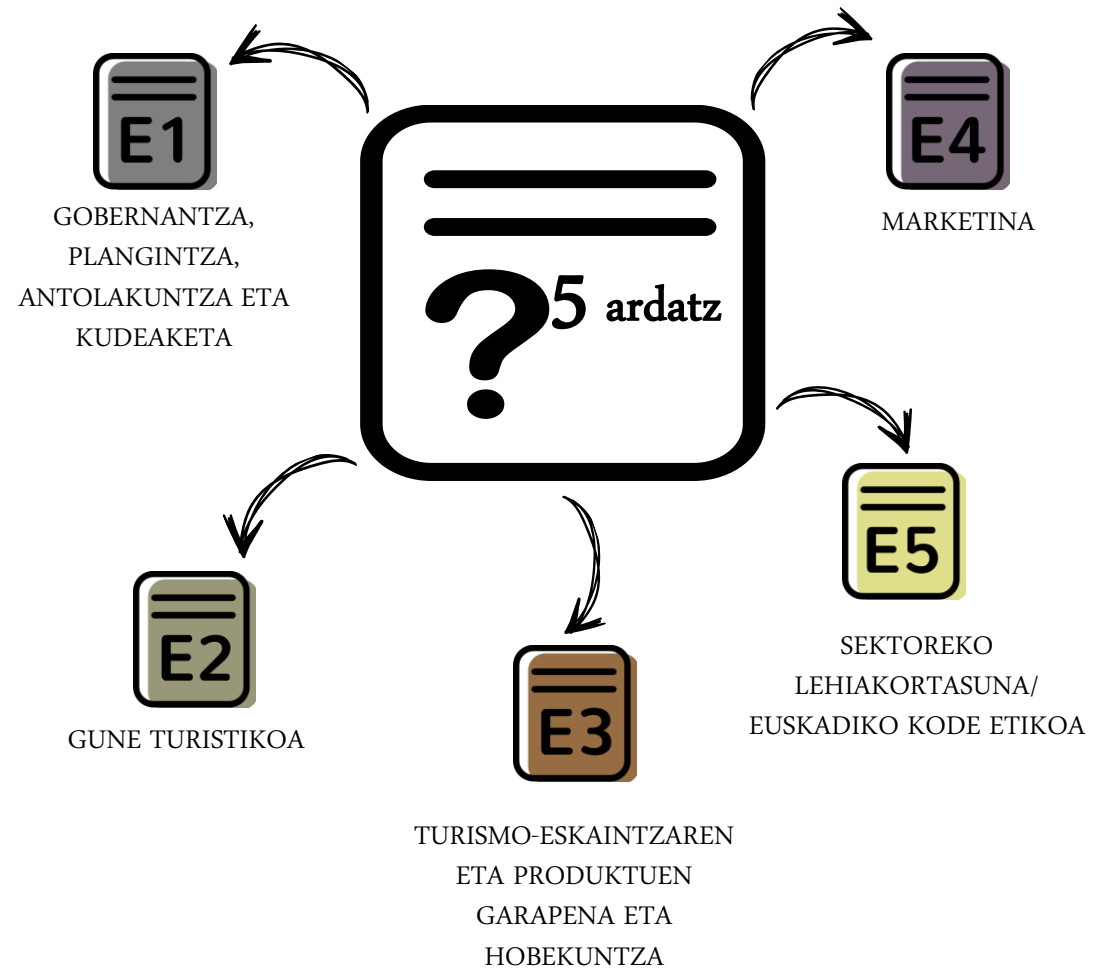 E1
GOBERNANTZA,
PLANGINTZA,
ANTOLAKUNTZA ETA
KUDEAKETA
E4
MARKETINA
? 5 ardatz
E2
GUNE TURISTIKOA
E3
TURISMO-ESKAINTZAREN
ETA PRODUKTUEN
GARAPENA ETA
HOBEKUNTZA
E5
SEKTOREKO
LEHIAKORTASUNA/
EUSKADIKO KODE ETIKOA